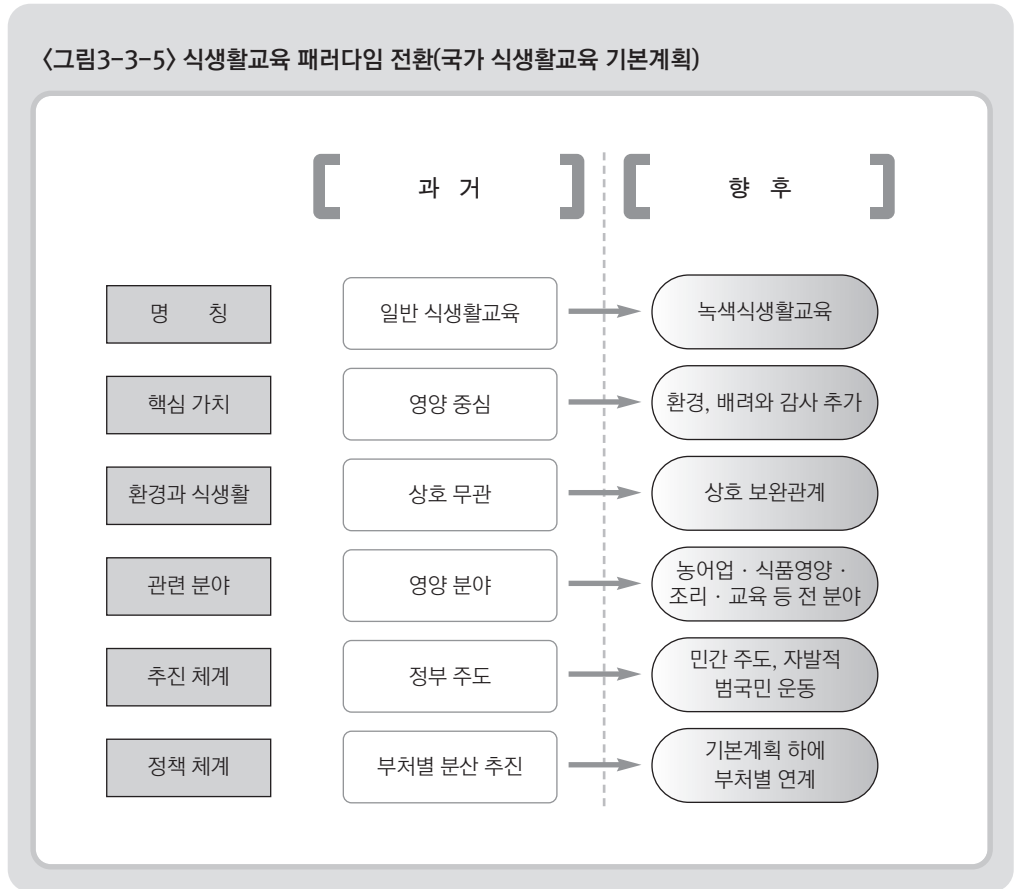 〈그림3-3-5〉 식생활교육 패러다임 전환(국가 식생활교육 기본계획)
과 거
향 후
명 칭
일반 식생활교육
녹색식생활교육
핵심 가치
영양 중심
환경, 배려와 감사 추가
환경과 식생활
상호 무관
상호 보완관계
관련 분야
영양 분야
농어업 · 식품영양 ·
조리 · 교육 등 전 분야
추진 체계
정부 주도
민간 주도, 자발적
범국민 운동
정책 체계
부처별 분산 추진
기본계획 하에
부처별 연계